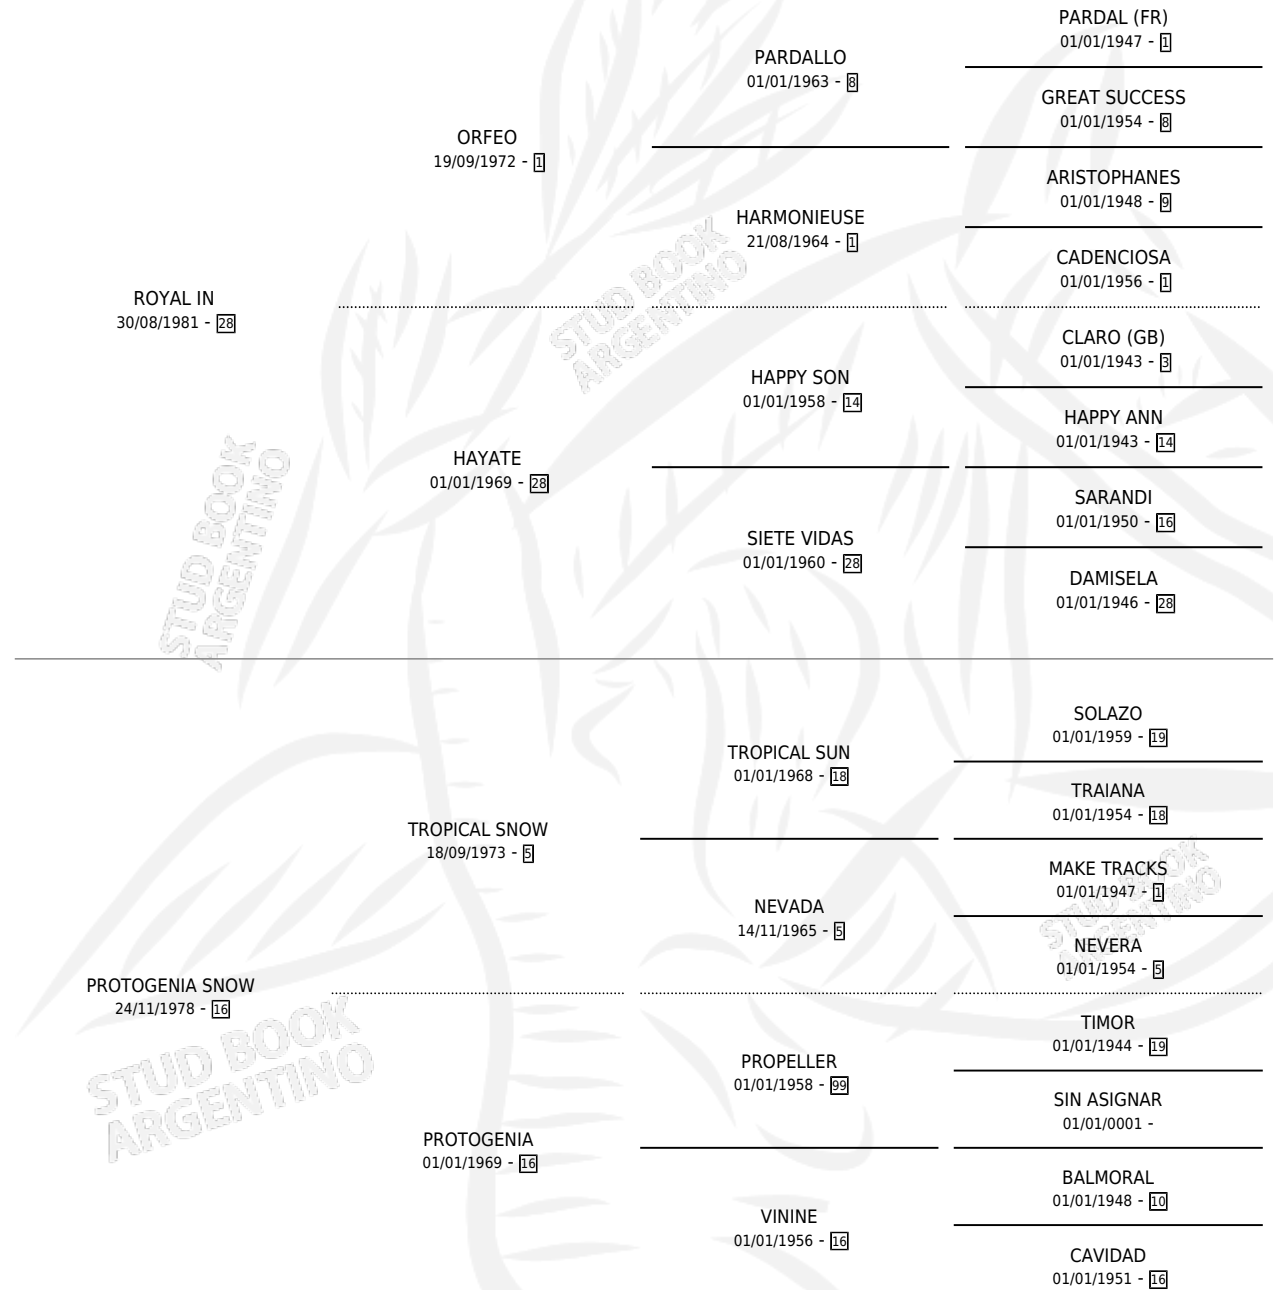 PARDAL (FR)
01/01/1947 - 1
PARDALLO
01/01/1963 - 8
GREAT SUCCESS
01/01/1954 - 8
ORFEO
19/09/1972 - 1
ARISTOPHANES
01/01/1948 - 9
HARMONIEUSE
21/08/1964 - 1
CADENCIOSA
01/01/1956 - 1
ROYAL IN
30/08/1981 - 28
CLARO (GB)
01/01/1943 - 3
HAPPY SON
01/01/1958 - 14
HAPPY ANN
01/01/1943 - 14
HAYATE
01/01/1969 - 28
SARANDI
01/01/1950 - 16
SIETE VIDAS
01/01/1960 - 28
DAMISELA
01/01/1946 - 28
SOLAZO
01/01/1959 - 19
TROPICAL SUN
01/01/1968 - 18
TRAIANA
01/01/1954 - 18
TROPICAL SNOW
18/09/1973 - 5
MAKE TRACKS
01/01/1947 - 1
NEVADA
14/11/1965 - 5
NEVERA
01/01/1954 - 5
PROTOGENIA SNOW
24/11/1978 - 16
TIMOR
01/01/1944 - 19
PROPELLER
01/01/1958 - 99
SIN ASIGNAR
01/01/0001 -
PROTOGENIA
01/01/1969 - 16
BALMORAL
01/01/1948 - 10
VININE
01/01/1956 - 16
CAVIDAD
01/01/1951 - 16
STUD BOOK
ARGENTINO
STUD BOOK
ARGENTINO
STUD BOOK
ARGENTINO
STUD BOOK
ARGENTINO